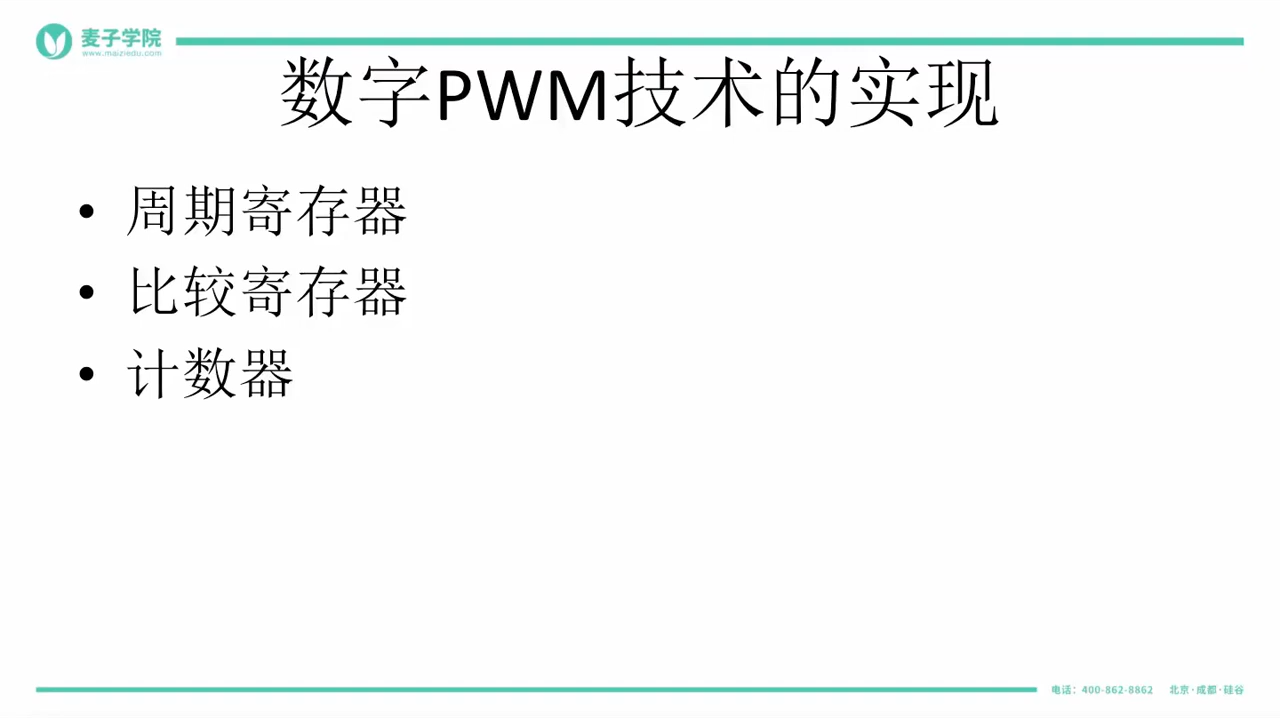 麦子学院
www.maiziedu.com
数字PWM技术的实现
• 周期寄存器
• 比较寄存器
• 计数器
电话：400-862-8862 北京·成都·硅谷